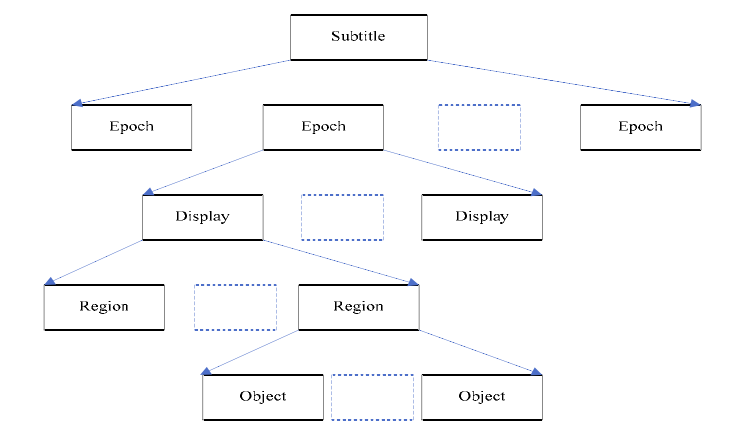 Subtitle
Epoch
Epoch
Epoch
Display
Display
Region
Region
Object
Object